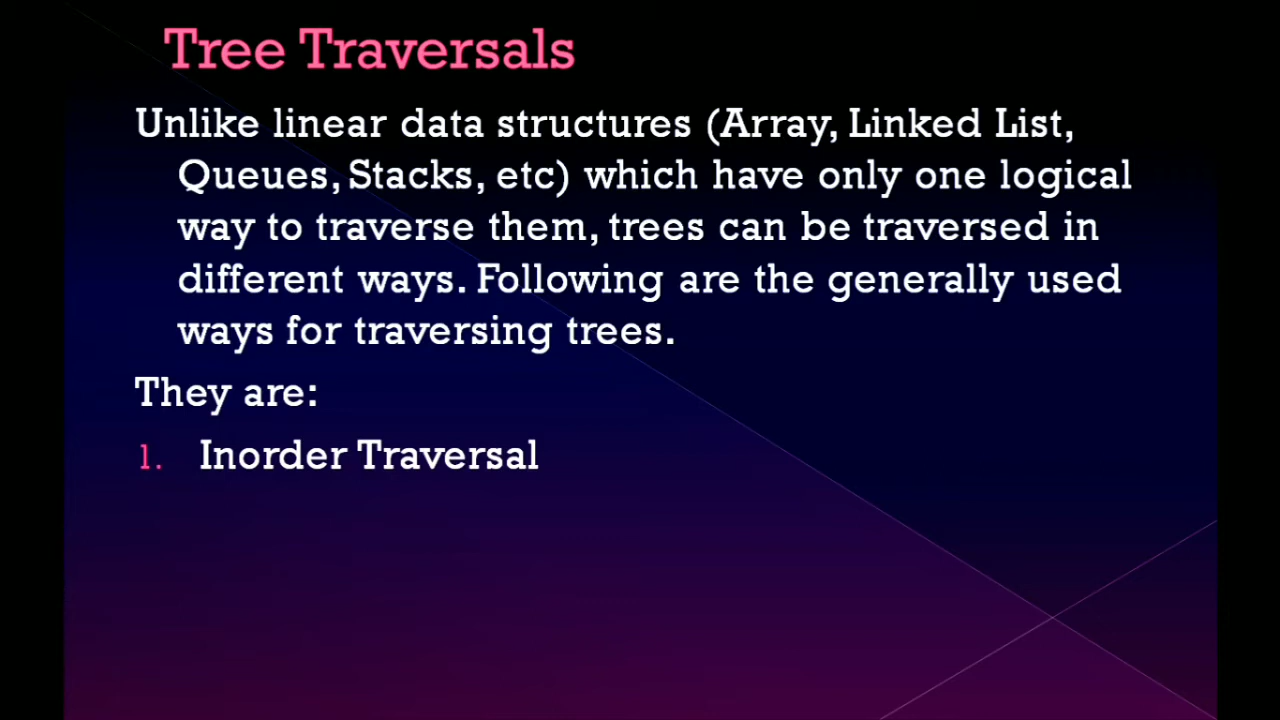 Tree Traversals
Unlike linear data structures (Array, Linked List,
Queues, Stacks, etc) which have only one logical
way to traverse them, trees can be traversed in
different ways. Following are the generally used
ways for traversing trees.
They are:
1. Inorder Traversal